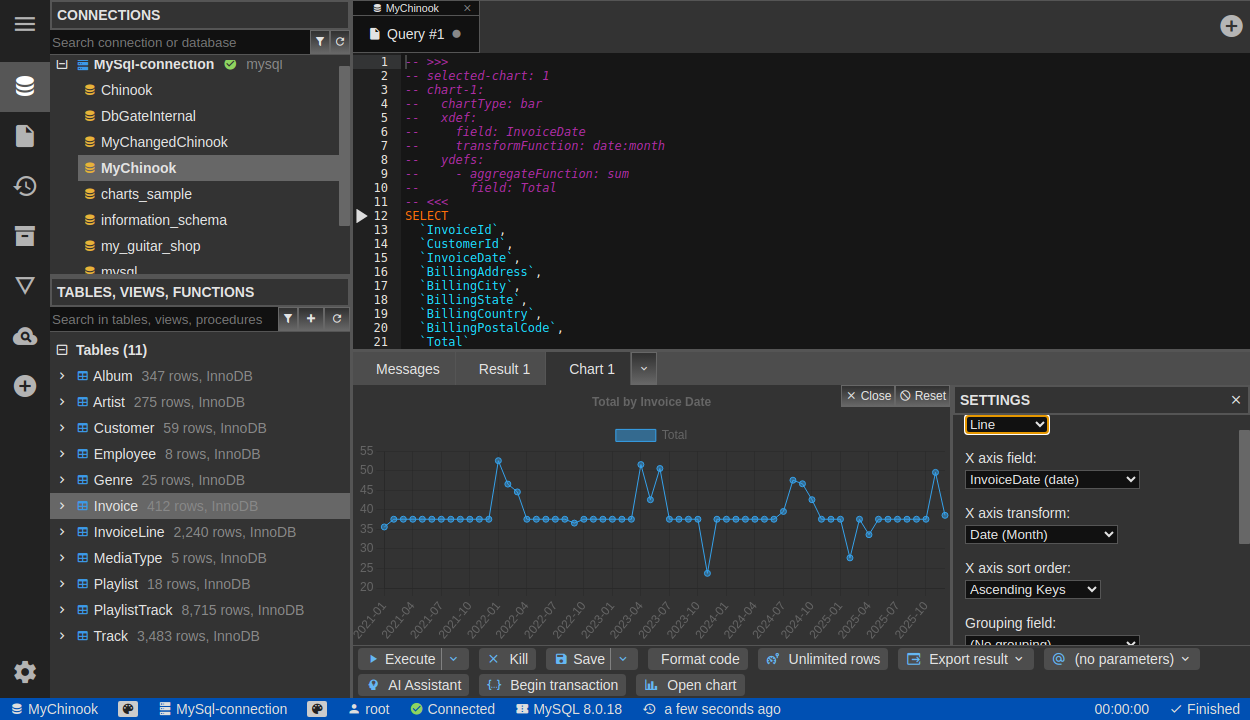 CONNECTIONS
Search connection or database
MySql-connection mysql
Chinook
DbGateInternal
MyChangedChinook
MyChinook
charts_sample
information_schema
my_guitar_shop
mysql
TABLES, VIEWS, FUNCTIONS
Search in tables, views, procedures
Tables (11)
Album 347 rows, InnoDB
Artist 275 rows, InnoDB
Customer 59 rows, InnoDB
Employee 8 rows, InnoDB
Genre 25 rows, InnoDB
Invoice 412 rows, InnoDB
InvoiceLine 2,240 rows, InnoDB
MediaType 5 rows, InnoDB
Playlist 18 rows, InnoDB
PlaylistTrack 8,715 rows, InnoDB
Track 3,483 rows, InnoDB
MyChinook
Query #1
1 -- >>>
2 -- selected-chart: 1
3 -- chart-1:
4 --   chartType: bar
5 --   xdef:
6 --     field: InvoiceDate
7 --     transformFunction: date:month
8 --   ydefs:
9 --     - aggregateFunction: sum
10 --       field: Total
11 -- <<<
12 SELECT
13 `InvoiceId`,
14 `CustomerId`,
15 `InvoiceDate`,
16 `BillingAddress`,
17 `BillingCity`,
18 `BillingState`,
19 `BillingCountry`,
20 `BillingPostalCode`,
21 `Total`
Messages Result 1 Chart 1
Close Reset
Total by Invoice Date
Total
55
50
45
40
35
30
25
20
2021-01 2021-04 2021-07 2021-10 2022-01 2022-04 2022-07 2022-10 2023-01 2023-04 2023-07 2023-10 2024-01 2024-04 2024-07 2024-10 2025-01 2025-04 2025-07 2025-10
SETTINGS
Line
X axis field:
InvoiceDate (date)
X axis transform:
Date (Month)
X axis sort order:
Ascending Keys
Grouping field:
(No grouping)
Execute Kill Save Format code Unlimited rows Export result (no parameters)
AI Assistant Begin transaction Open chart
MyChinook MySql-connection root Connected MySQL 8.0.18 a few seconds ago 00:00:00 Finished